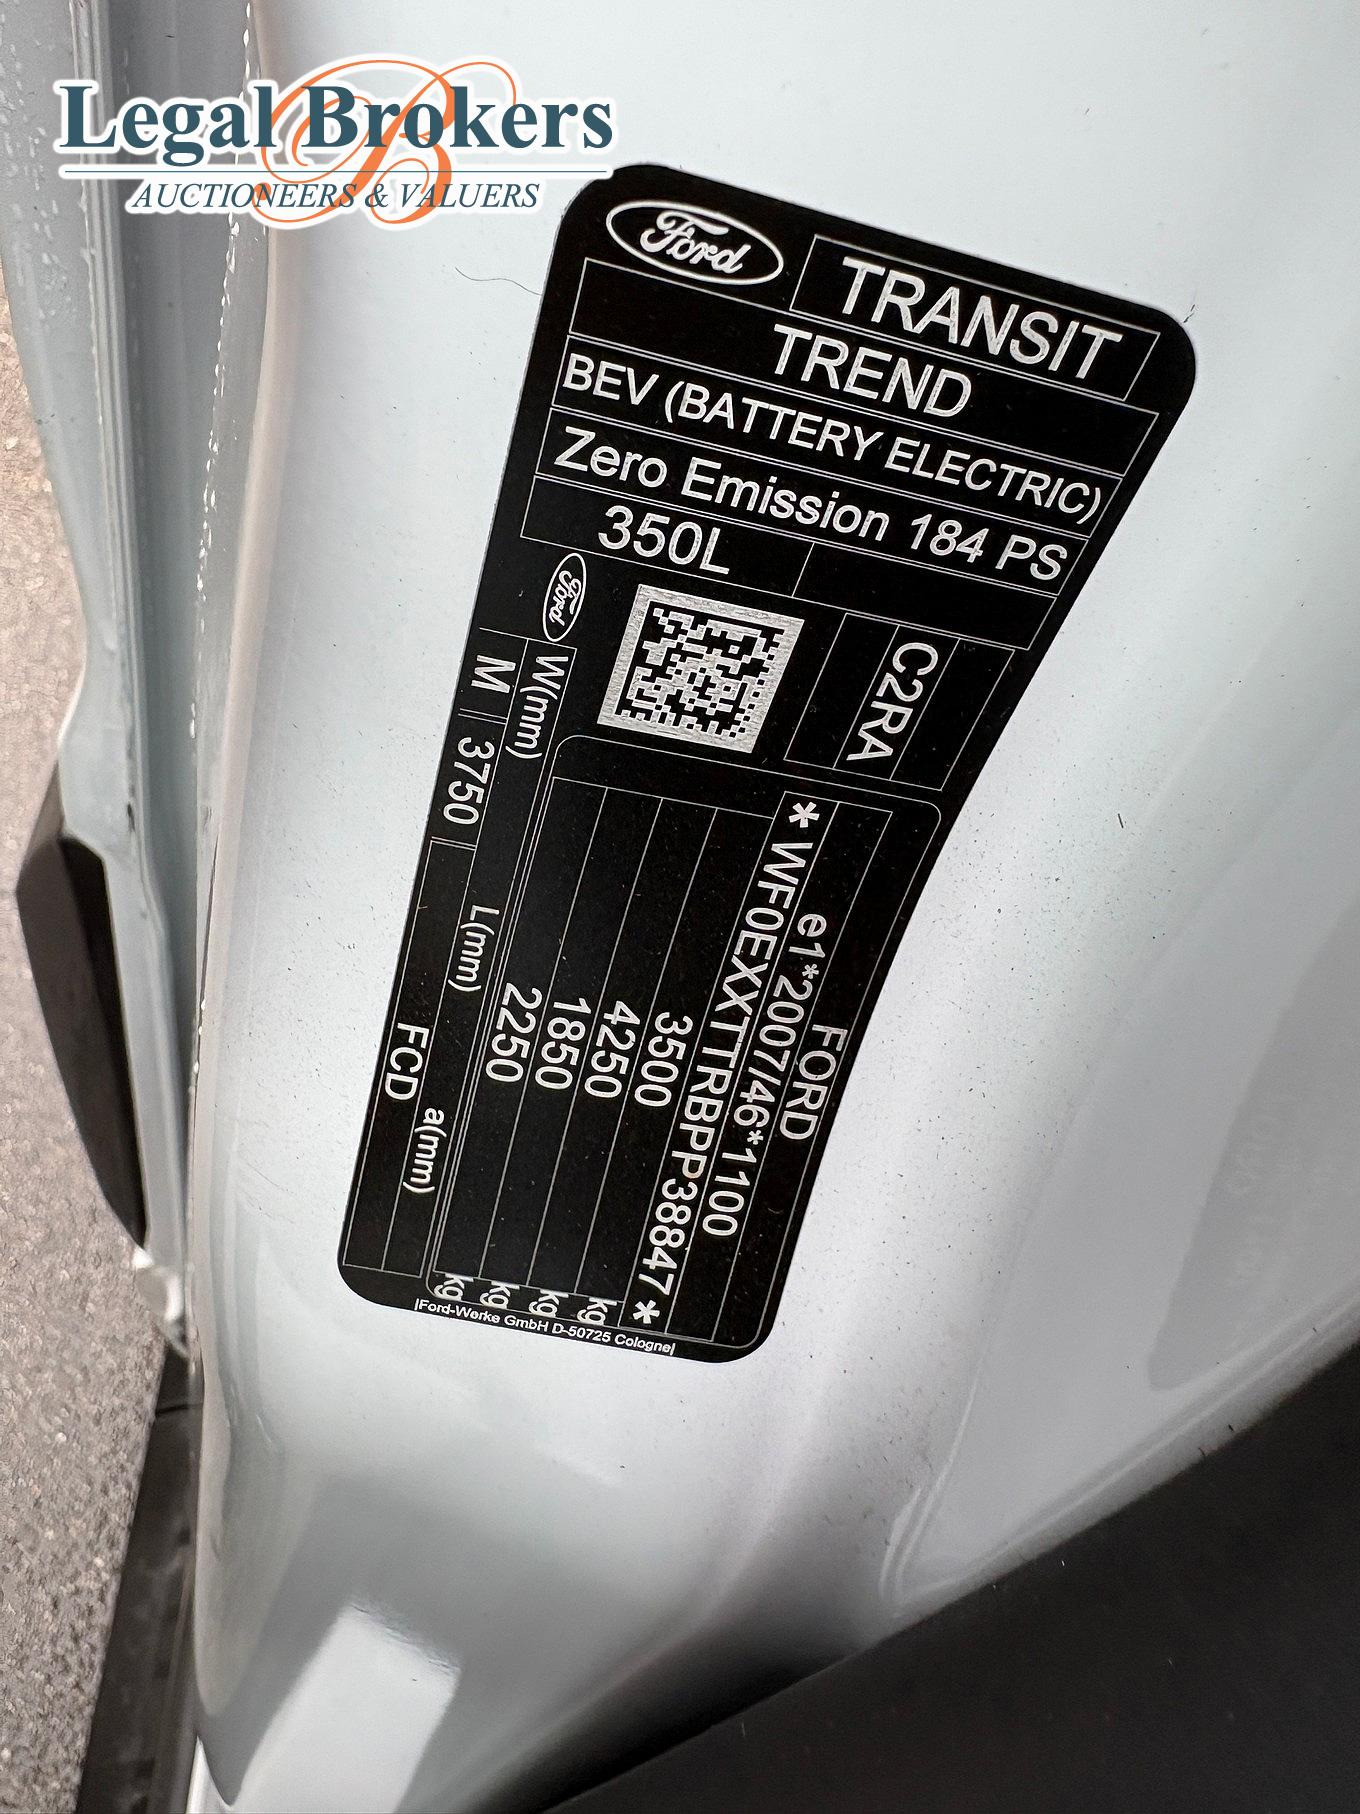 Legal Brokers
AUCTIONEERS & VALUERS
Ford
TRANSIT
TREND
BEV (BATTERY ELECTRIC)
Zero Emission 184 PS
350L
C2RA
Ford
FORD
e1*2007/46*1100
* WF0EXXTTRBPP38847 *
3500 kg
4250 kg
1850 kg
2250 kg
W(mm) L(mm) a(mm)
M 3750 FCD
|Ford-Werke GmbH D-50725 Cologne|